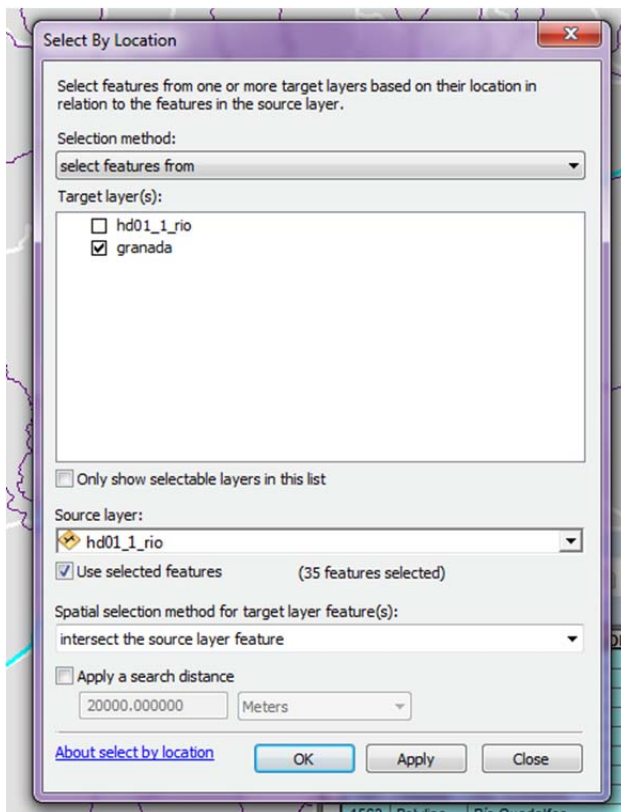 Select By Location
Select features from one or more target layers based on their location in
relation to the features in the source layer.
Selection method:
select features from
Target layer(s):
hd01_1_rio
granada
Only show selectable layers in this list
Source layer:
hd01_1_rio
Use selected features (35 features selected)
Spatial selection method for target layer feature(s):
intersect the source layer feature
Apply a search distance
20000.000000 Meters
About select by location OK Apply Close